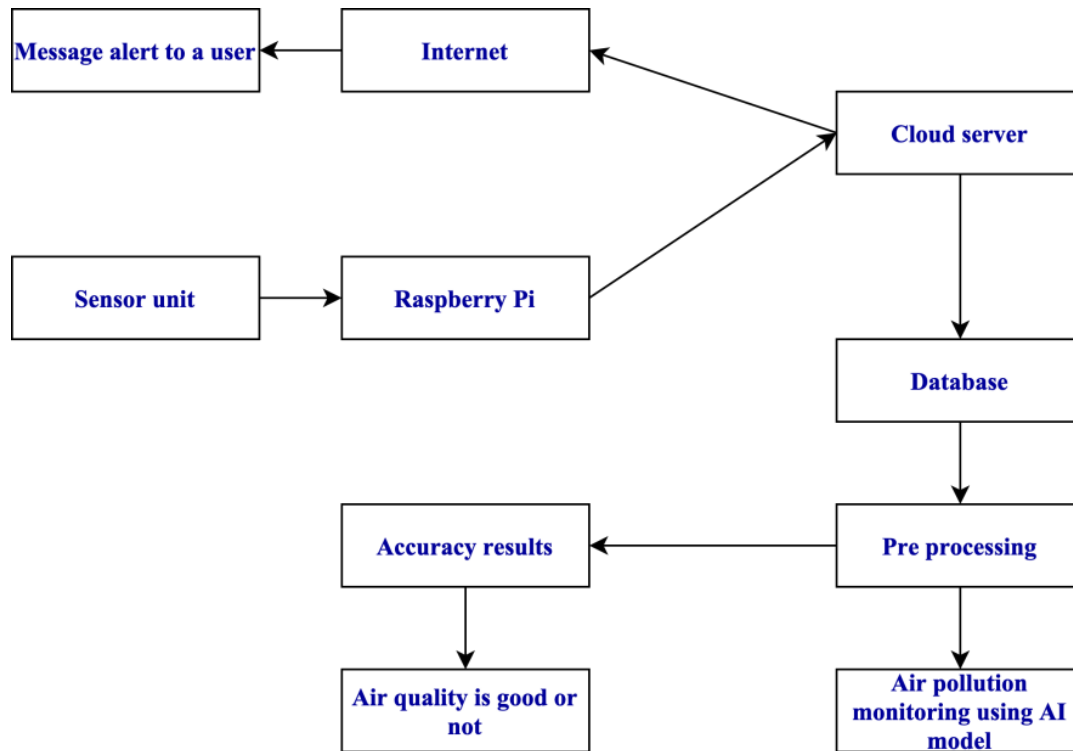 Message alert to a user
Internet
Cloud server
Sensor unit
Raspberry Pi
Database
Accuracy results
Pre processing
Air quality is good or
not
Air pollution
monitoring using AI
model